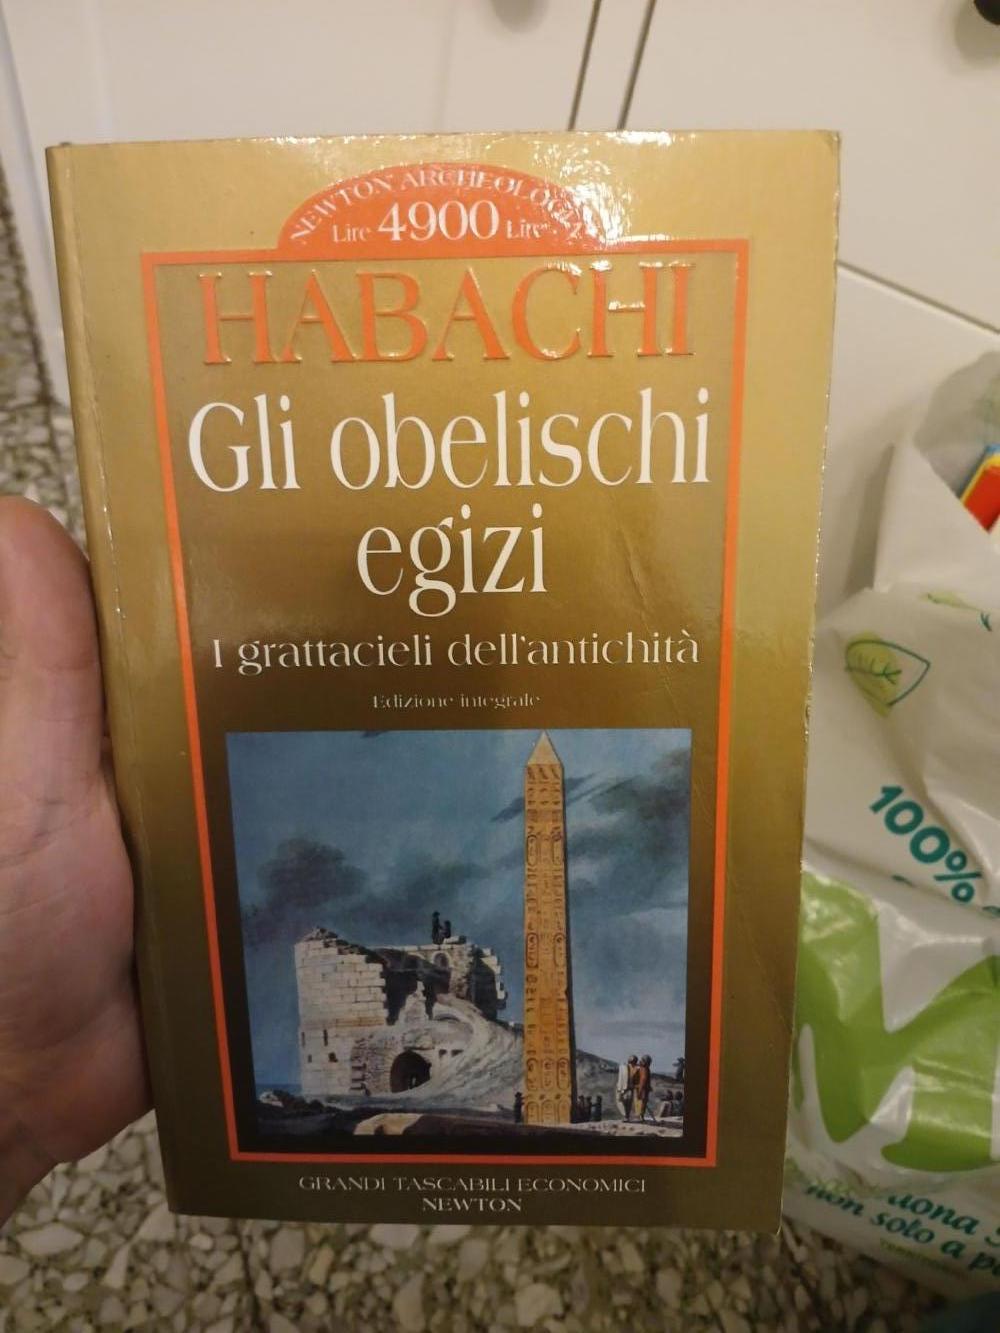 NEWTON ARCHEOLOGIA
Lire 4900 Lire
HABACHI
Gli obelischi
egizi
I grattacieli dell'antichità
Edizione integrale
GRANDI TASCABILI ECONOMICI
NEWTON
100%
non solo a